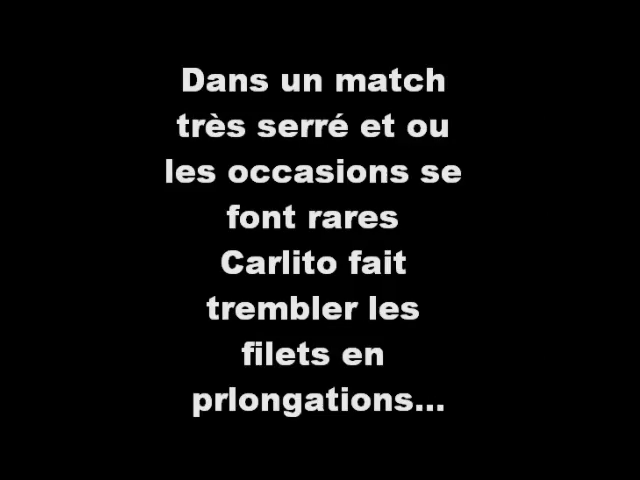 Dans un match
très serré et ou
les occasions se
font rares
Carlito fait
trembler les
filets en
prlongations...